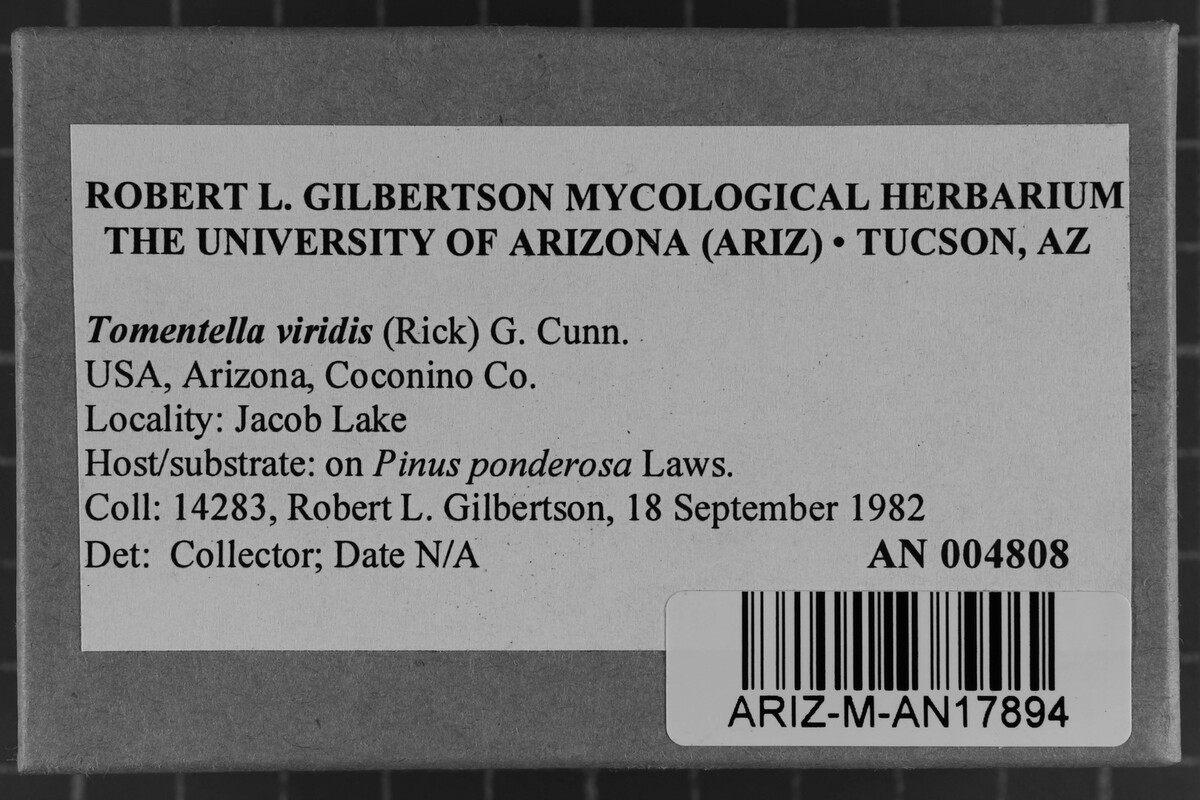 ROBERT L. GILBERTSON MYCOLOGICAL HERBARIUM
THE UNIVERSITY OF ARIZONA (ARIZ) • TUCSON, AZ
Tomentella viridis (Rick) G. Cunn.
USA, Arizona, Coconino Co.
Locality: Jacob Lake
Host/substrate: on Pinus ponderosa Laws.
Coll: 14283, Robert L. Gilbertson, 18 September 1982
Det: Collector; Date N/A AN 004808
ARIZ-M-AN17894